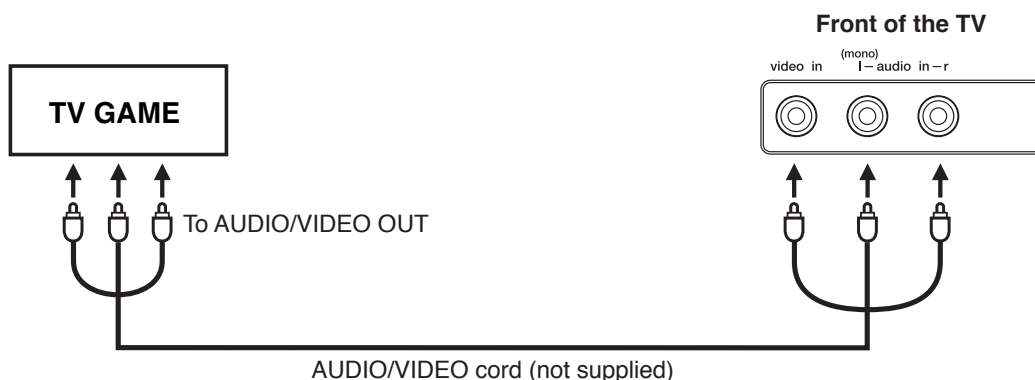 Front of the TV
(mono)
video in l – audio in – r
TV GAME
To AUDIO/VIDEO OUT
AUDIO/VIDEO cord (not supplied)